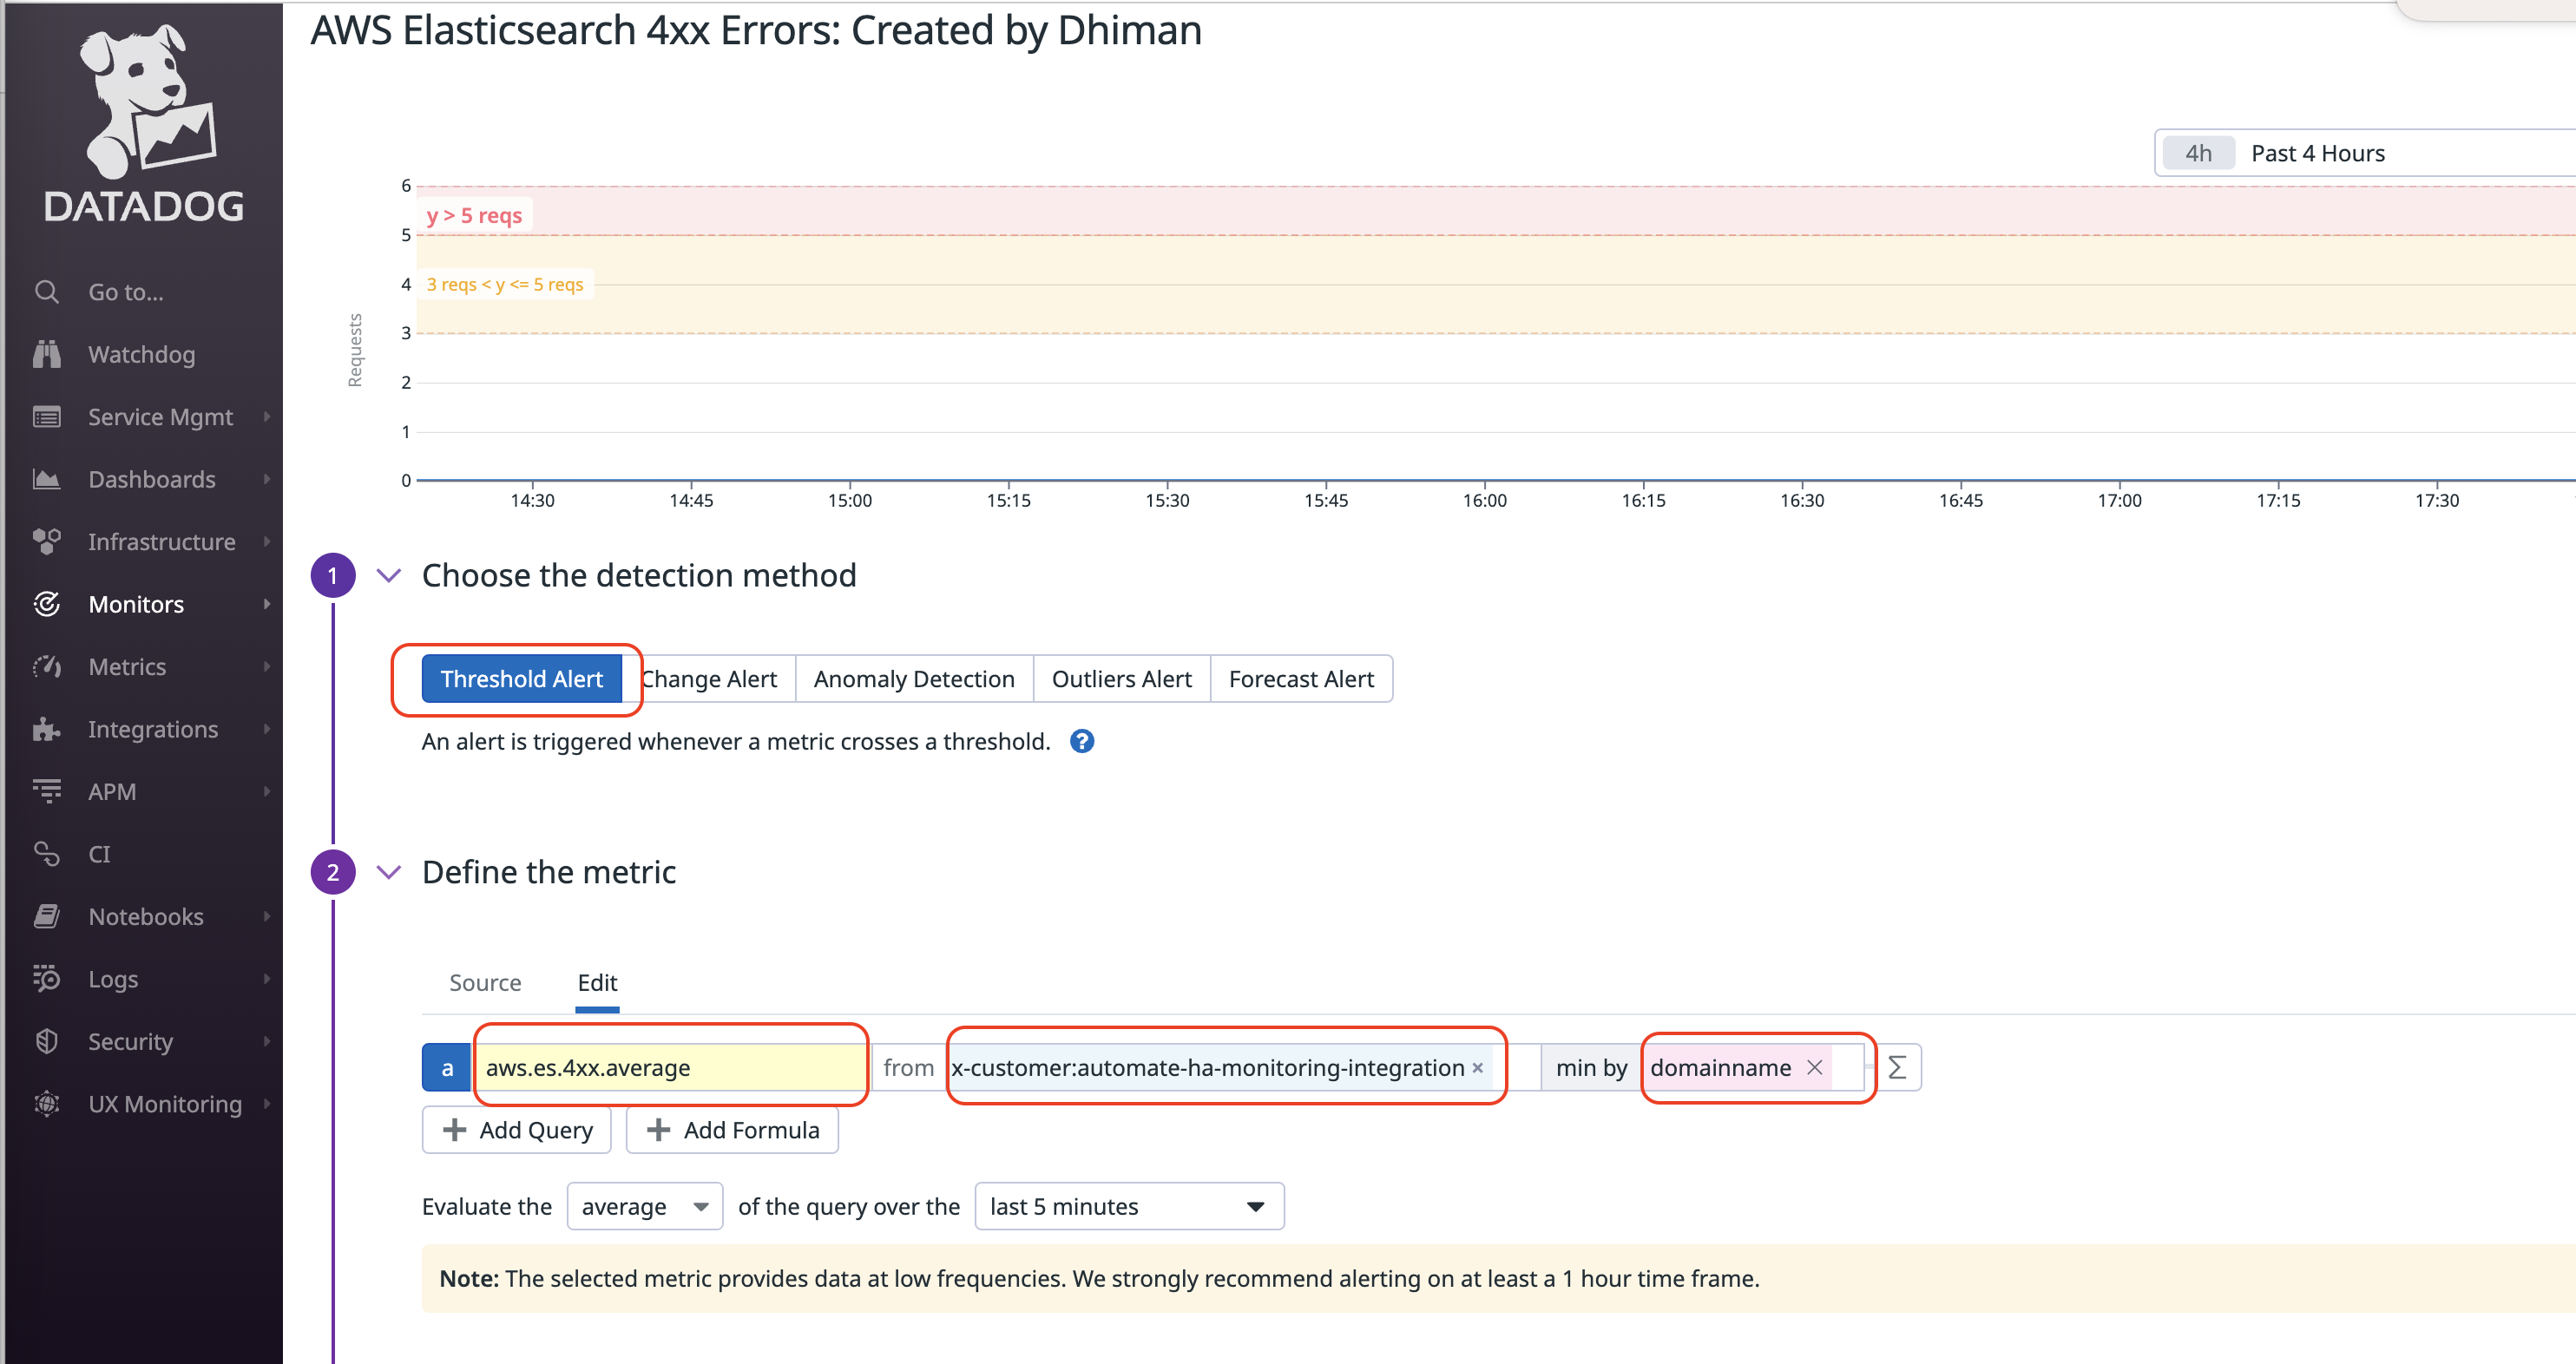 AWS Elasticsearch 4xx Errors: Created by Dhiman
DATADOG
Go to...
Watchdog
Service Mgmt
Dashboards
Infrastructure
Monitors
Metrics
Integrations
APM
CI
Notebooks
Logs
Security
UX Monitoring
4h Past 4 Hours
Requests
6
y > 5 reqs
5
4
3 reqs < y <= 5 reqs
3
2
1
0
14:30 14:45 15:00 15:15 15:30 15:45 16:00 16:15 16:30 16:45 17:00 17:15 17:30
1 Choose the detection method
Threshold Alert Change Alert Anomaly Detection Outliers Alert Forecast Alert
An alert is triggered whenever a metric crosses a threshold. ?
2 Define the metric
Source Edit
a aws.es.4xx.average from x-customer:automate-ha-monitoring-integration × min by domainname × Σ
+ Add Query + Add Formula
Evaluate the average of the query over the last 5 minutes
Note: The selected metric provides data at low frequencies. We strongly recommend alerting on at least a 1 hour time frame.